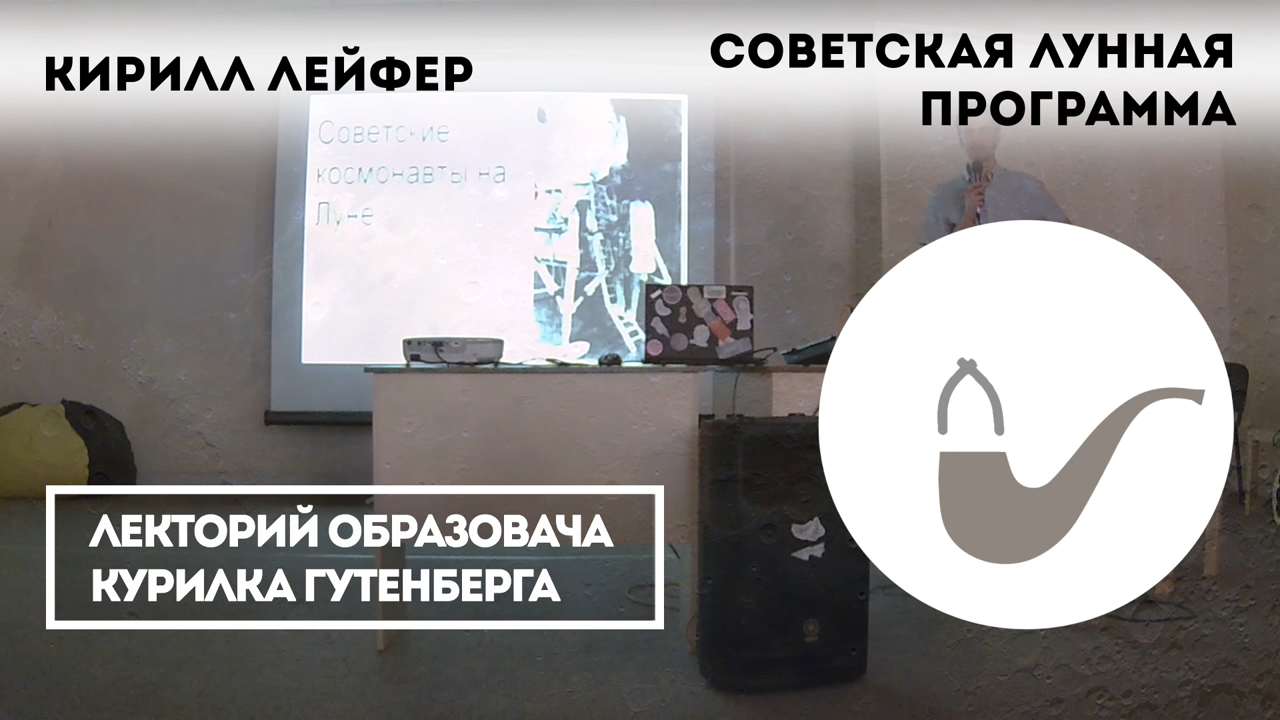 КИРИЛЛ ЛЕЙФЕР
СОВЕТСКАЯ ЛУННАЯ
ПРОГРАММА
Советские
космонавты на
Луне
ЛЕКТОРИЙ ОБРАЗОВАЧА
КУРИЛКА ГУТЕНБЕРГА